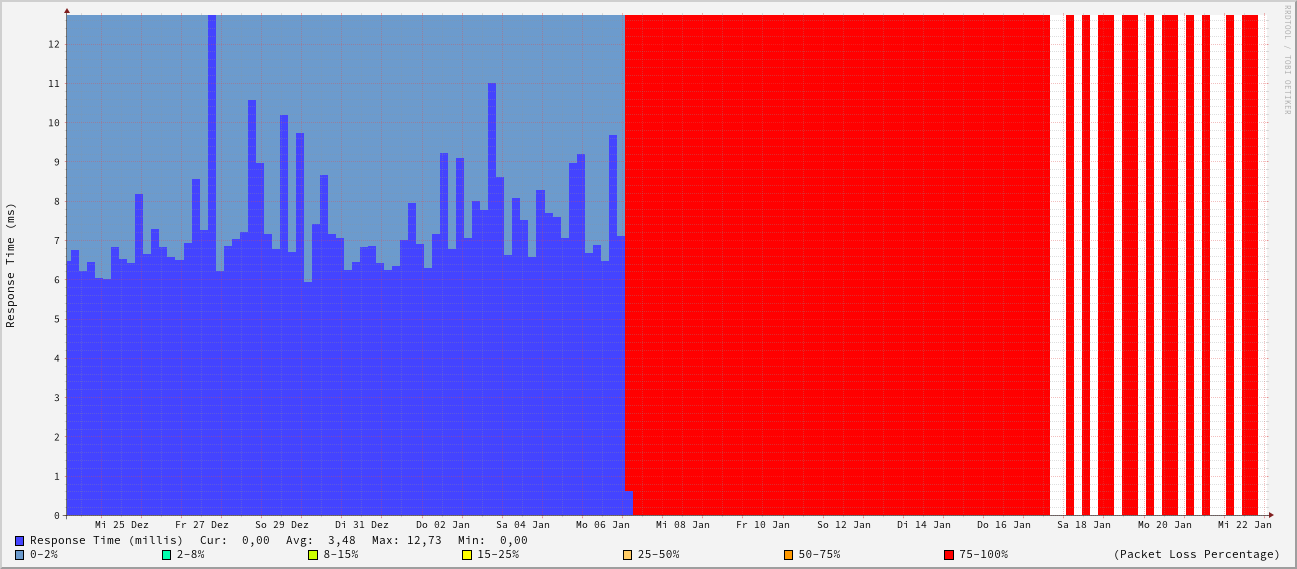 RRDTOOL / TOBI OETIKER
Response Time (ms)
12
11
10
9
8
7
6
5
4
3
2
1
0
Mi 25 Dez Fr 27 Dez So 29 Dez Di 31 Dez Do 02 Jan Sa 04 Jan Mo 06 Jan Mi 08 Jan Fr 10 Jan So 12 Jan Di 14 Jan Do 16 Jan Sa 18 Jan Mo 20 Jan Mi 22 Jan
Response Time (millis) Cur: 0,00 Avg: 3,48 Max: 12,73 Min: 0,00
0-2% 2-8% 8-15% 15-25% 25-50% 50-75% 75-100% (Packet Loss Percentage)